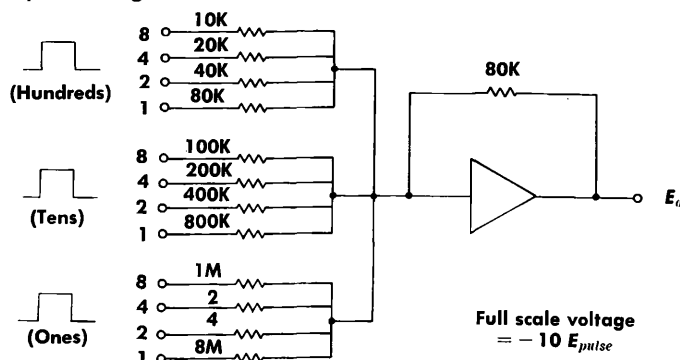 8 10K
4 20K
2 40K
1 80K
(Hundreds)
80K
8 100K
4 200K
2 400K
1 800K
(Tens)
8 1M
4 2
2 4
1 8M
(Ones)
Full scale voltage
= − 10 Epulse